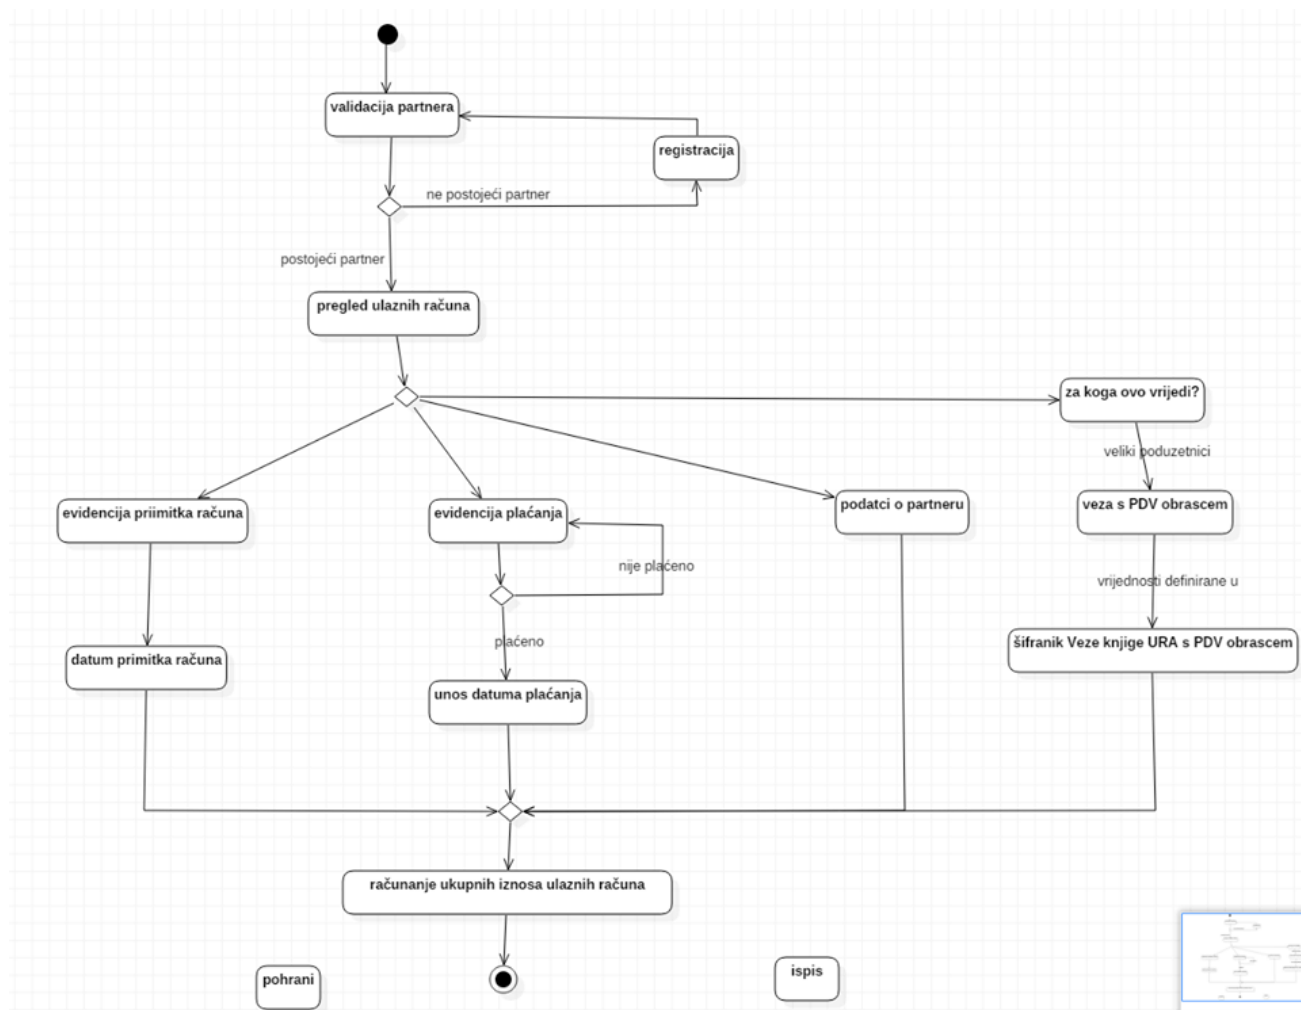 validacija partnera
registracija
ne postojeći partner
postojeći partner
pregled ulaznih računa
za koga ovo vrijedi?
veliki poduzetnici
evidencija priimitka računa
evidencija plaćanja
podatci o partneru
veza s PDV obrascem
nije plaćeno
vrijednosti definirane u
plaćeno
šifranik Veze knjige URA s PDV obrascem
datum primitka računa
unos datuma plaćanja
računanje ukupnih iznosa ulaznih računa
pohrani
ispis